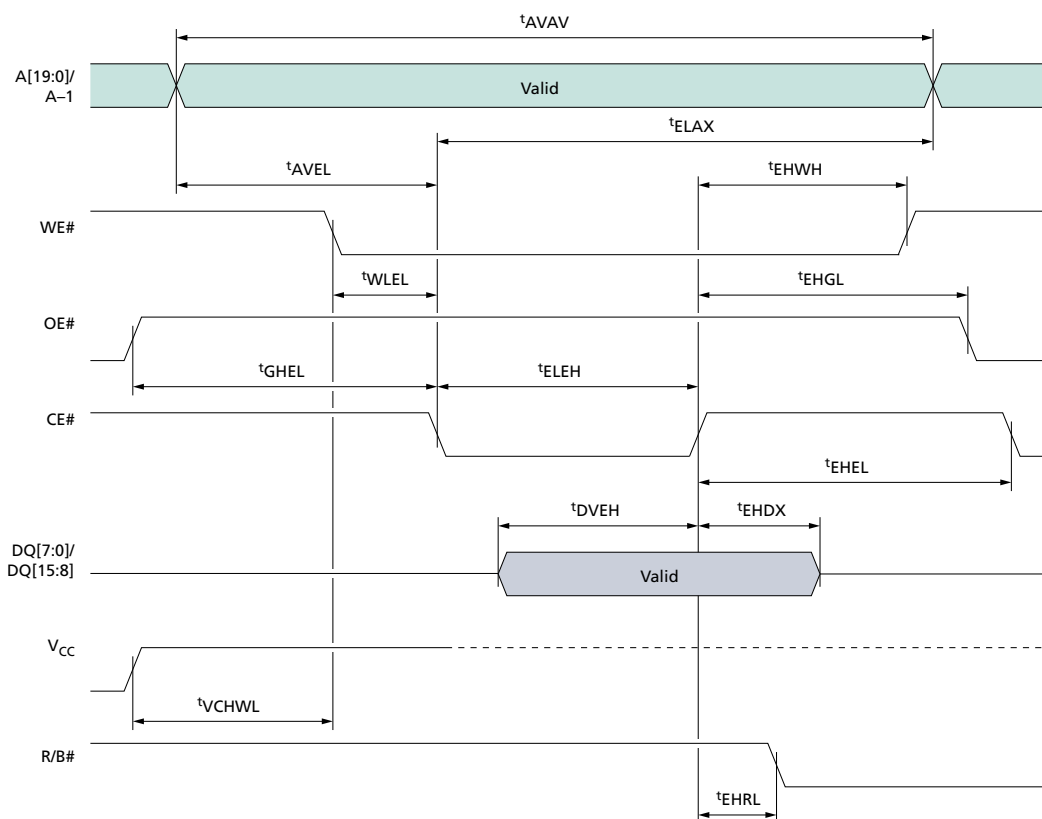 tAVAV
A[19:0]/
A–1
Valid
tELAX
tAVEL
tEHWH
WE#
tWLEL
tEHGL
OE#
tGHEL
tELEH
CE#
tEHEL
tDVEH
tEHDX
DQ[7:0]/
DQ[15:8]
Valid
VCC
tVCHWL
R/B#
tEHRL